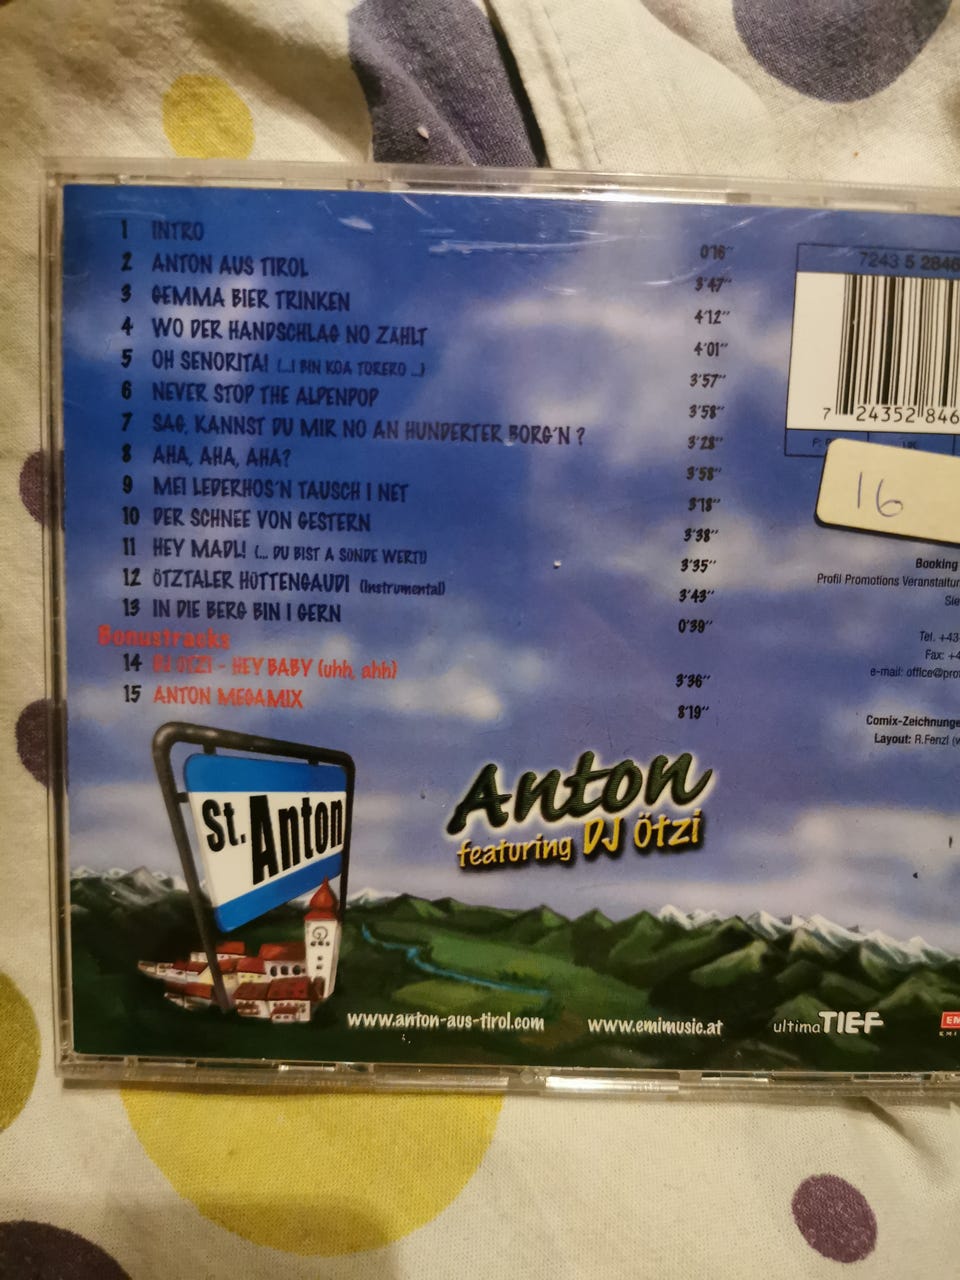 1 INTRO 0'16''
2 ANTON AUS TIROL 3'47''
3 GEMMA BIER TRINKEN 4'12''
4 WO DER HANDSCHLAG NO ZÄHLT 4'01''
5 OH SENORITA! (...I BIN KOA TORERO ...) 3'57''
6 NEVER STOP THE ALPENPOP 3'58''
7 SAG, KANNST DU MIR NO AN HUNDERTER BORG'N ? 3'28''
8 AHA, AHA, AHA? 3'58''
9 MEI LEDERHOS'N TAUSCH I NET 3'18''
10 DER SCHNEE VON GESTERN 3'38''
11 HEY MADL! (... DU BIST A SÜNDE WERT!) 3'35''
12 ÖTZTALER HÜTTENGAUDI (Instrumental) 3'43''
13 IN DIE BERG BIN I GERN 0'39''
Bonustracks
14 DJ ÖTZI - HEY BABY (uhh, ahh) 3'36''
15 ANTON MEGAMIX 8'19''
7243 5 2846
7 24352 846
16
Booking
Profil Promotions Veranstaltun
Sie
Tel. +43
Fax: +4
e-mail: office@pro
Comix-Zeichnunge
Layout: R.Fenzl (w
St. Anton
Anton
featuring DJ Ötzi
www.anton-aus-tirol.com www.emimusic.at ultimaTIEF EM